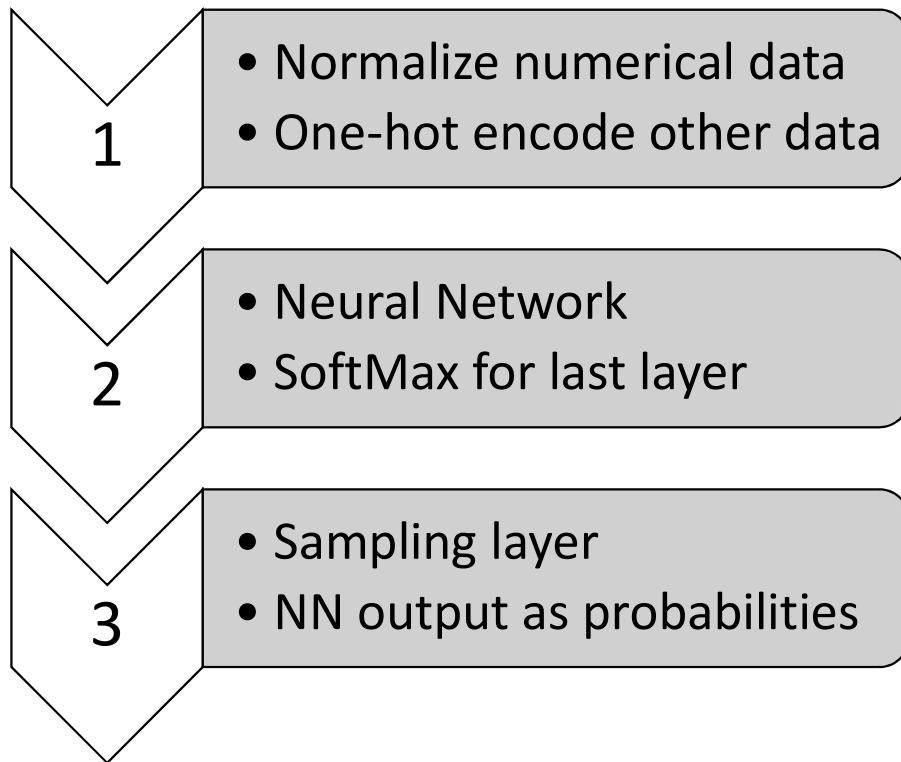 1
• Normalize numerical data
• One-hot encode other data
2
• Neural Network
• SoftMax for last layer
3
• Sampling layer
• NN output as probabilities